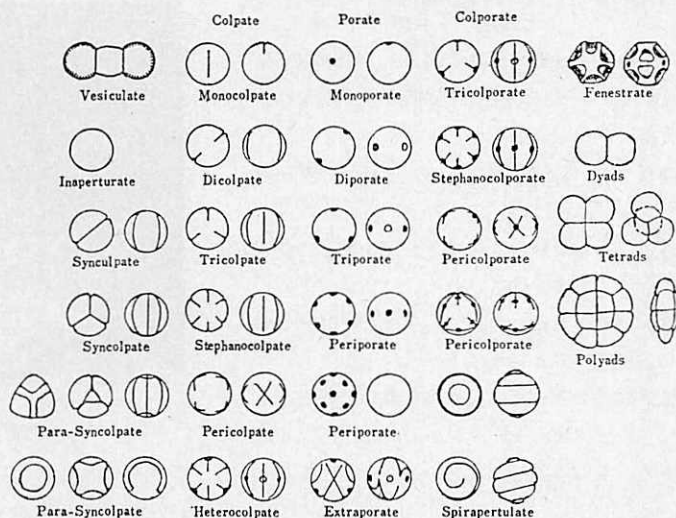 Colpate Porate Colporate
Vesiculate Monocolpate Monoporate Tricolporate Fenestrate
Inaperturate Dicolpate Diporate Stephanocolporate Dyads
Synculpate Tricolpate Triporate Pericolporate Tetrads
Syncolpate Stephanocolpate Periporate Pericolporate Polyads
Para-Syncolpate Pericolpate Periporate
Para-Syncolpate Heterocolpate Extraporate Spirapertulate